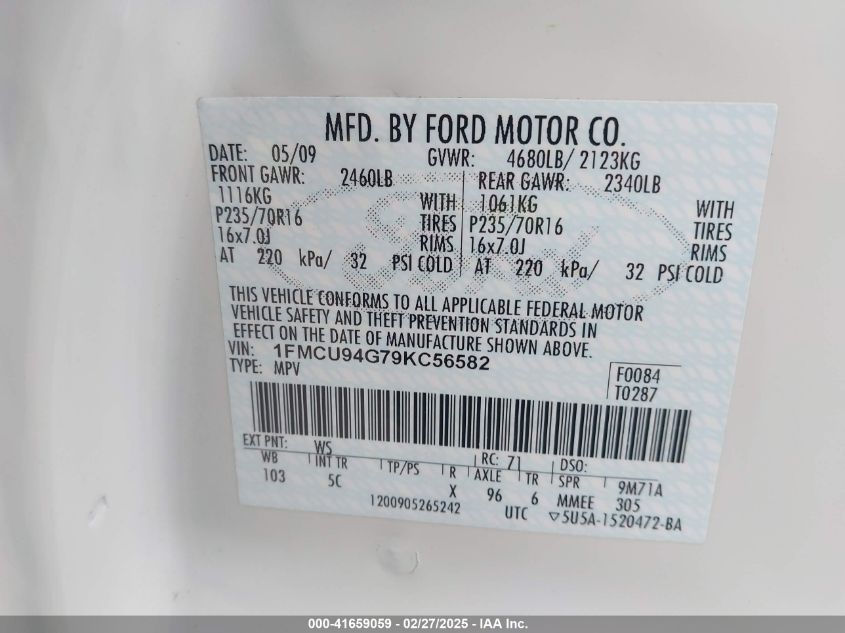 MFD. BY FORD MOTOR CO.
DATE: 05/09 GVWR: 4680LB/ 2123KG
FRONT GAWR: 2460LB REAR GAWR: 2340LB
1116KG WITH 1061KG WITH
P235/70R16 TIRES P235/70R16 TIRES
16x7.0J RIMS 16x7.0J RIMS
AT 220 kPa/ 32 PSI COLD AT 220 kPa/ 32 PSI COLD
THIS VEHICLE CONFORMS TO ALL APPLICABLE FEDERAL MOTOR
VEHICLE SAFETY AND THEFT PREVENTION STANDARDS IN
EFFECT ON THE DATE OF MANUFACTURE SHOWN ABOVE.
VIN: 1FMCU94G79KC56582
TYPE: MPV F0084
T0287
EXT PNT: WS RC: 71 DSO:
WB INT TR TP/PS R AXLE TR SPR 9M71A
103 5C X 96 6 MMEE 305
1200905265242 UTC ▽5U5A-1520472-BA
Ford
000-41659059 - 02/27/2025 - IAA Inc.